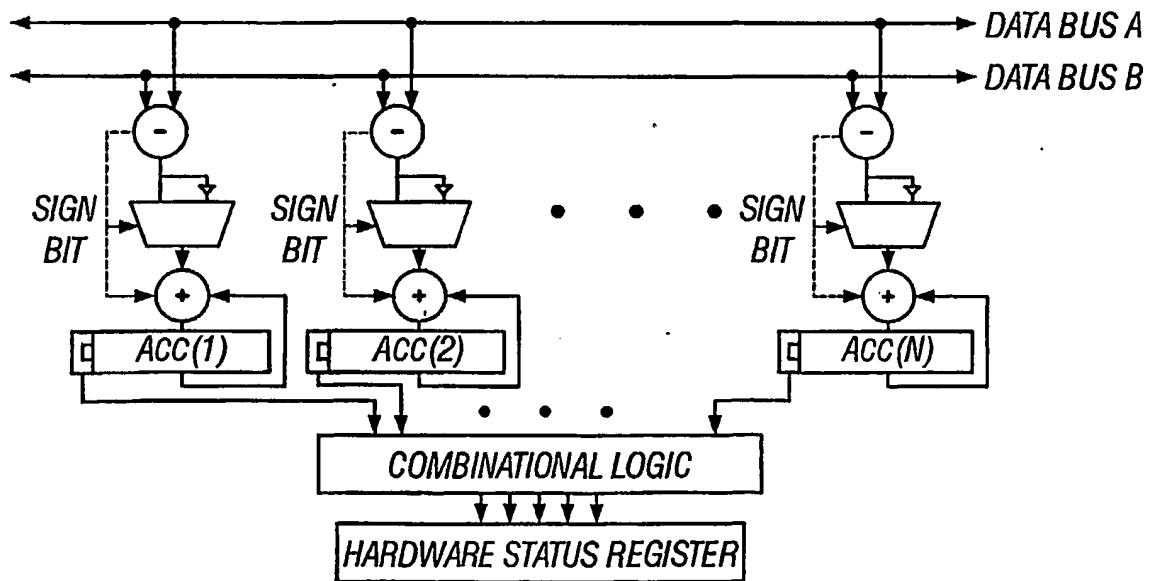 DATA BUS A
DATA BUS B
-
-
-
SIGN
BIT
SIGN
BIT
SIGN
BIT
+
+
+
ACC(1)
ACC(2)
ACC(N)
COMBINATIONAL LOGIC
HARDWARE STATUS REGISTER